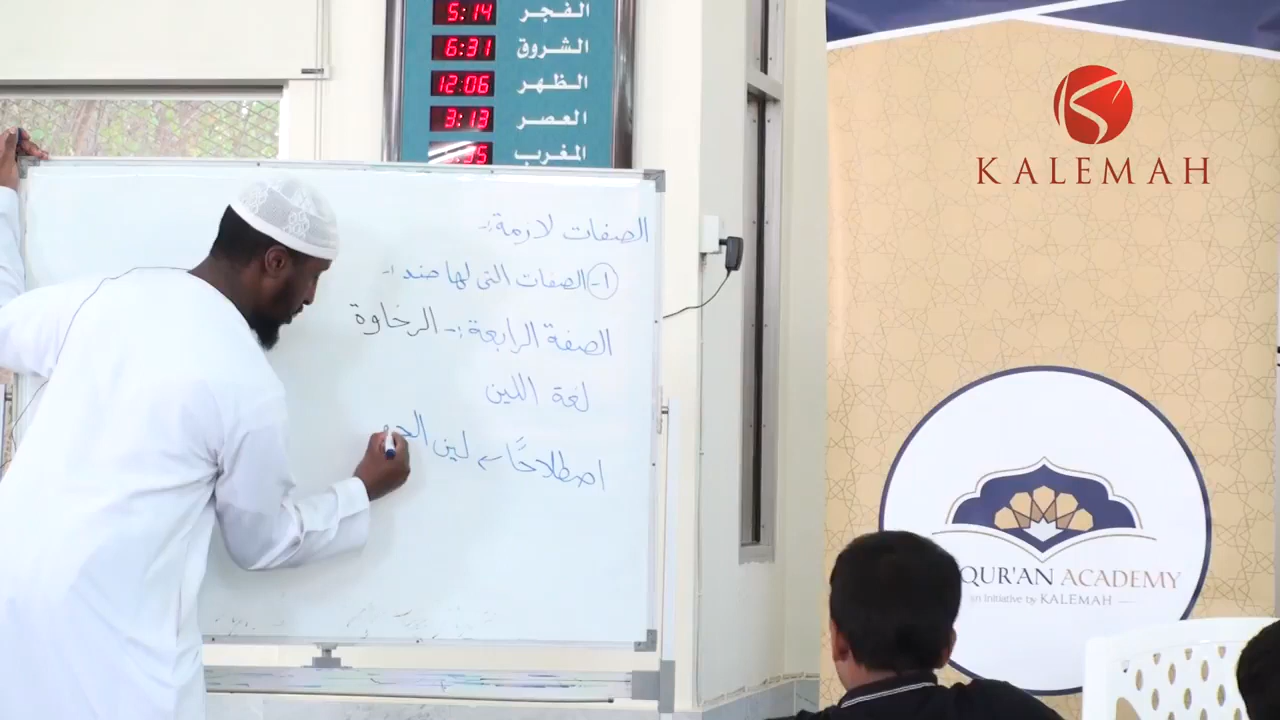 5:14 الفجر
6:31 الشروق
12:06 الظهر
3:13 العصر
المغرب
KALEMAH
الصفات لازمة :-
١- الصفات التي لها ضد :-
الصفة الرابعة :- الرخاوة
لغة اللين
اصطلاحًا ← لين
QUR'AN ACADEMY
an initiative by KALEMAH